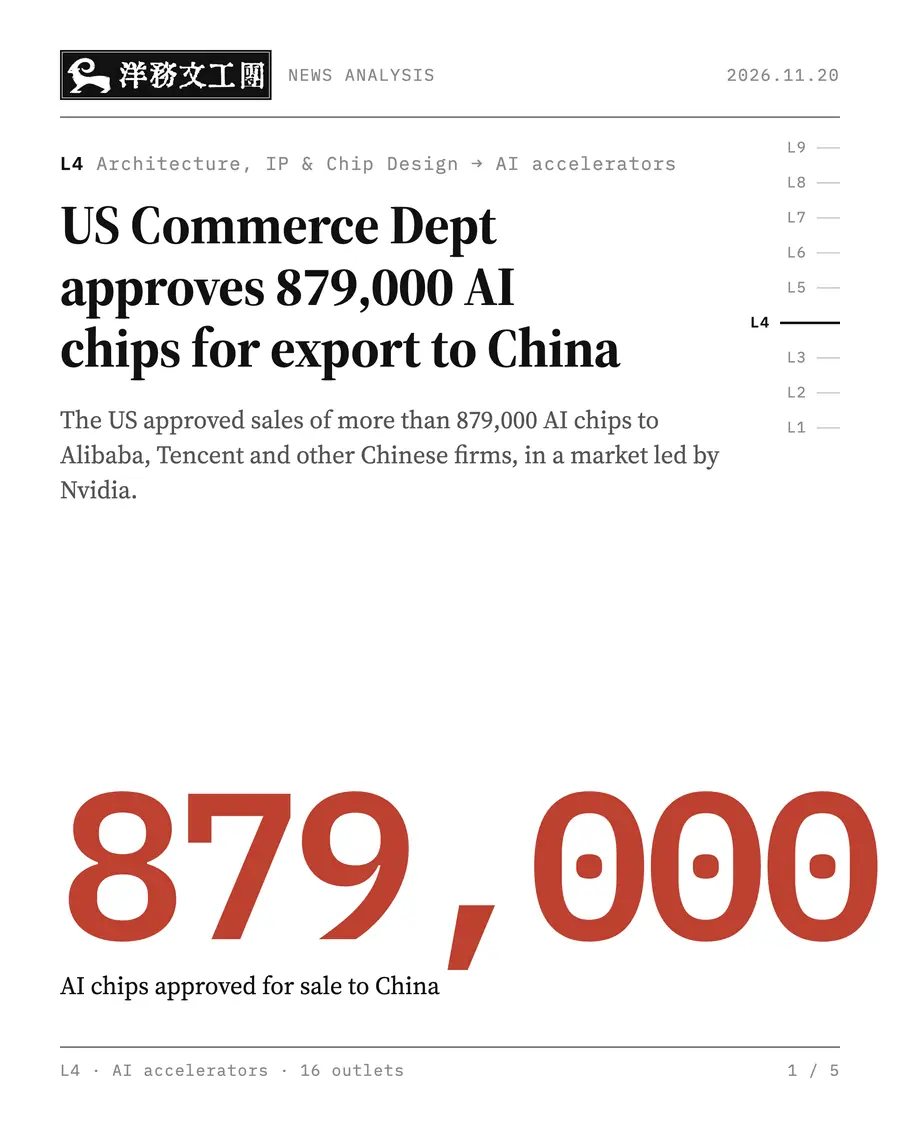 洋務文工團
NEWS ANALYSIS
2026.11.20
L4 Architecture, IP & Chip Design → AI accelerators
US Commerce Dept
approves 879,000 AI
chips for export to China
The US approved sales of more than 879,000 AI chips to
Alibaba, Tencent and other Chinese firms, in a market led by
Nvidia.
L9
L8
L7
L6
L5
L4
L3
L2
L1
879,000
AI chips approved for sale to China
L4 · AI accelerators · 16 outlets
1 / 5